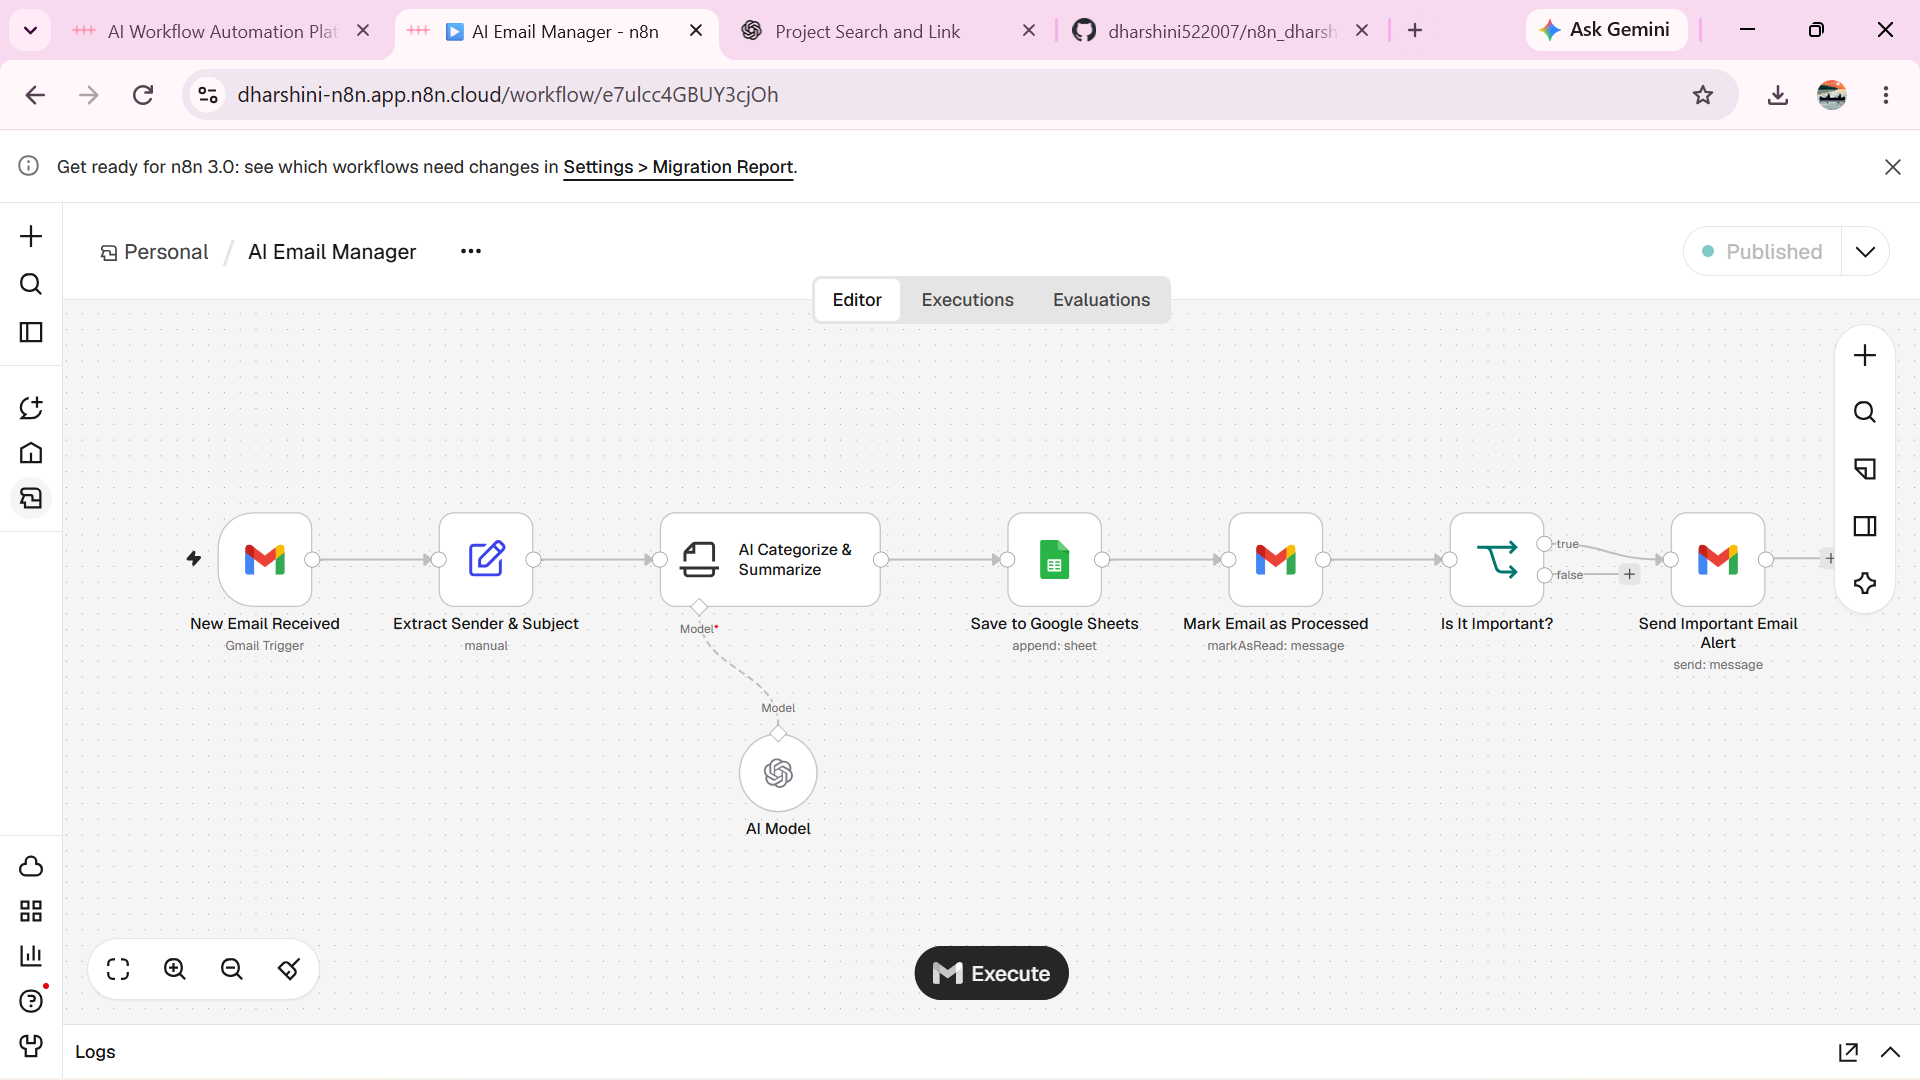 AI Workflow Automation Plat
AI Email Manager - n8n
Project Search and Link
dharshini522007/n8n_dharsh
Ask Gemini
dharshini-n8n.app.n8n.cloud/workflow/e7ulcc4GBUY3cjOh
Get ready for n8n 3.0: see which workflows need changes in Settings > Migration Report.
Personal / AI Email Manager
Published
Editor
Executions
Evaluations
AI Categorize &
Summarize
true
false
New Email Received
Gmail Trigger
Extract Sender & Subject
manual
Model*
Save to Google Sheets
append: sheet
Mark Email as Processed
markAsRead: message
Is It Important?
Send Important Email
Alert
send: message
Model
AI Model
Execute
Logs